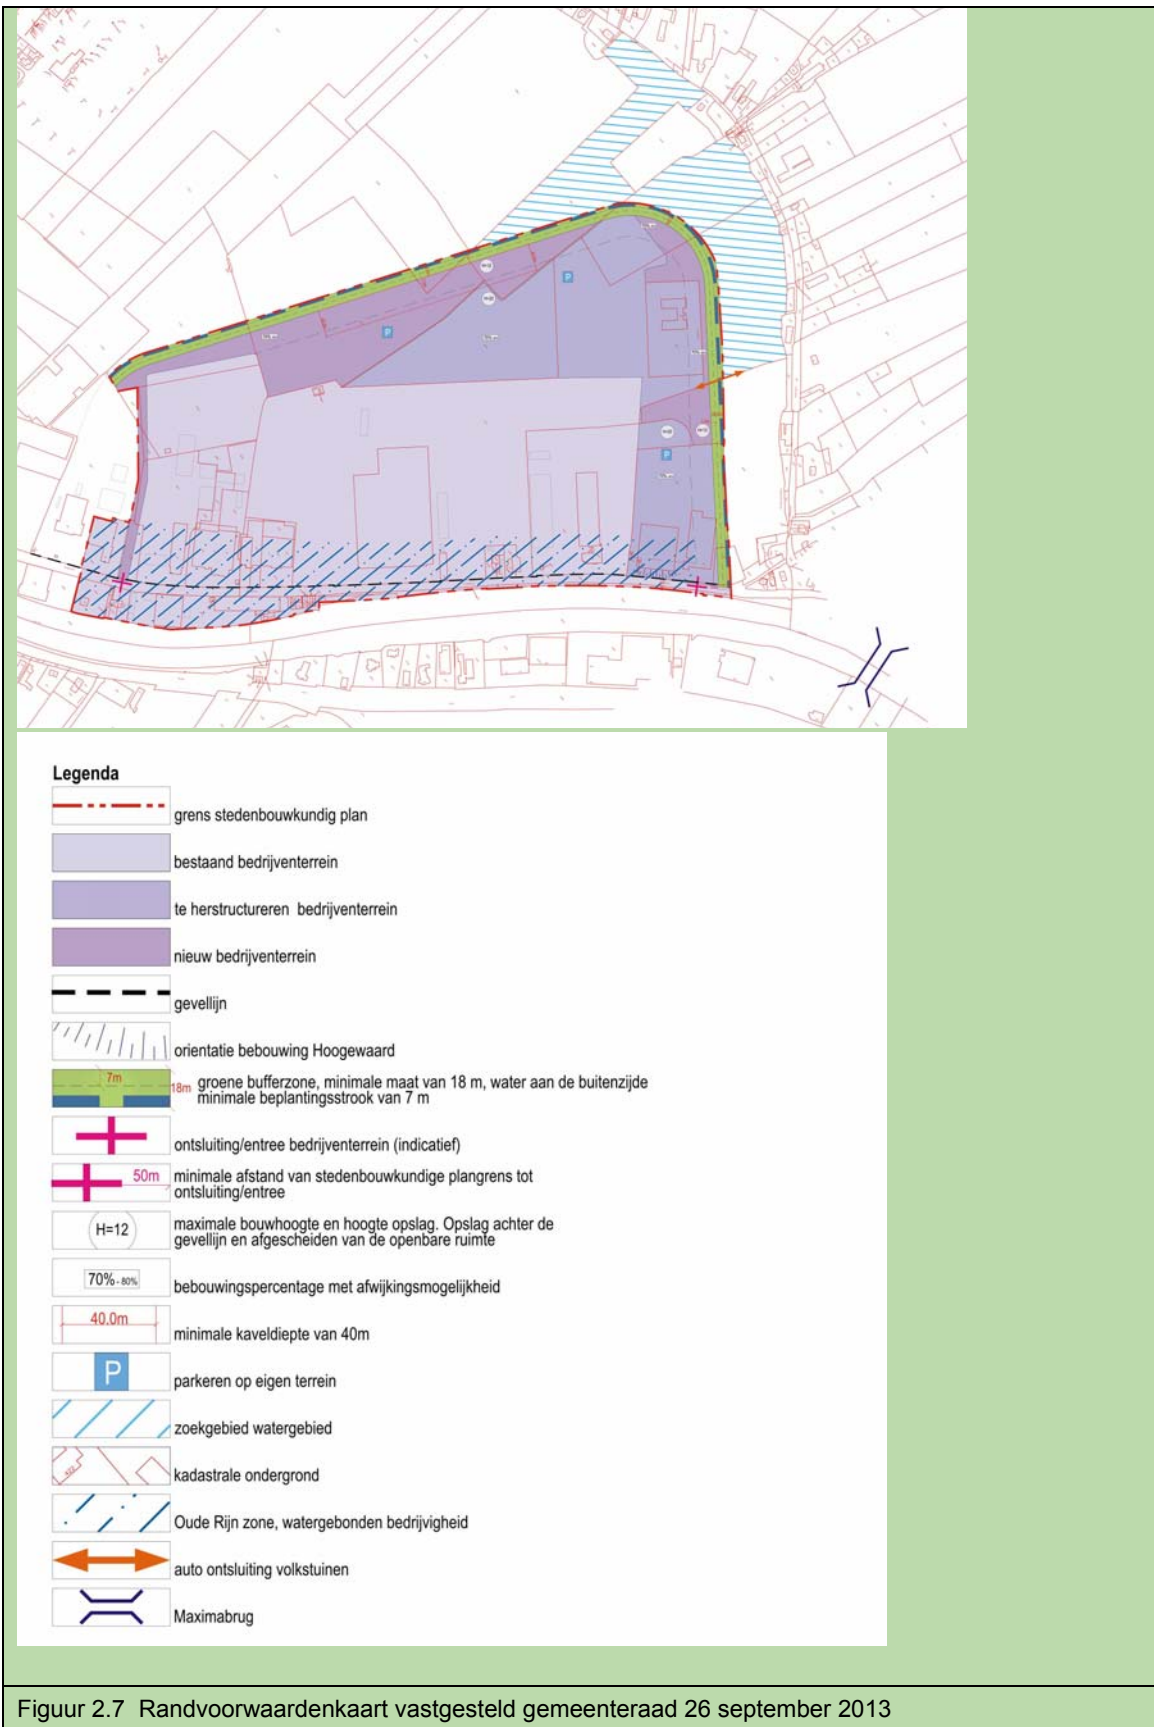 P
P
P
Legenda
grens stedenbouwkundig plan
bestaand bedrijventerrein
te herstructureren bedrijventerrein
nieuw bedrijventerrein
gevellijn
orientatie bebouwing Hoogewaard
7m
18m groene bufferzone, minimale maat van 18 m, water aan de buitenzijde
minimale beplantingsstrook van 7 m
ontsluiting/entree bedrijventerrein (indicatief)
50m minimale afstand van stedenbouwkundige plangrens tot
ontsluiting/entree
H=12 maximale bouwhoogte en hoogte opslag. Opslag achter de
gevellijn en afgescheiden van de openbare ruimte
70% - 80% bebouwingspercentage met afwijkingsmogelijkheid
40.0m
minimale kaveldiepte van 40m
P parkeren op eigen terrein
zoekgebied watergebied
kadastrale ondergrond
Oude Rijn zone, watergebonden bedrijvigheid
auto ontsluiting volkstuinen
Maximabrug
Figuur 2.7 Randvoorwaardenkaart vastgesteld gemeenteraad 26 september 2013